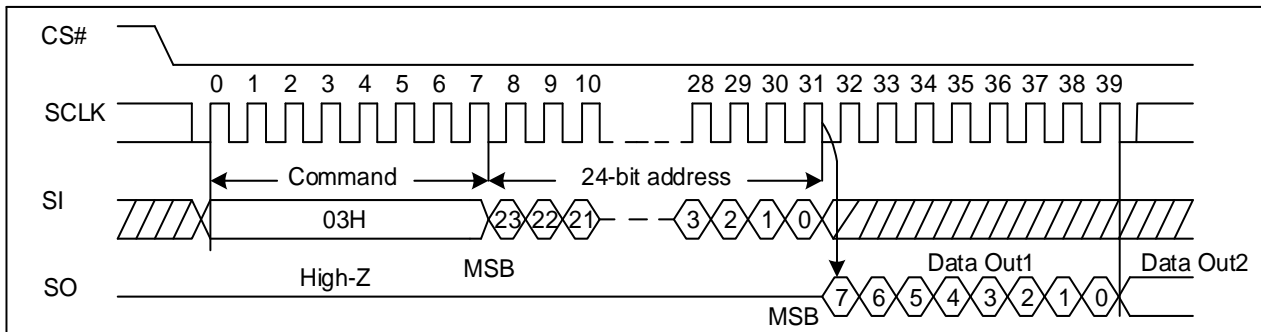 CS#
0 1 2 3 4 5 6 7 8 9 10 28 29 30 31 32 33 34 35 36 37 38 39
SCLK
Command 24-bit address
SI
03H 23 22 21 3 2 1 0
High-Z MSB Data Out1 Data Out2
SO
MSB 7 6 5 4 3 2 1 0